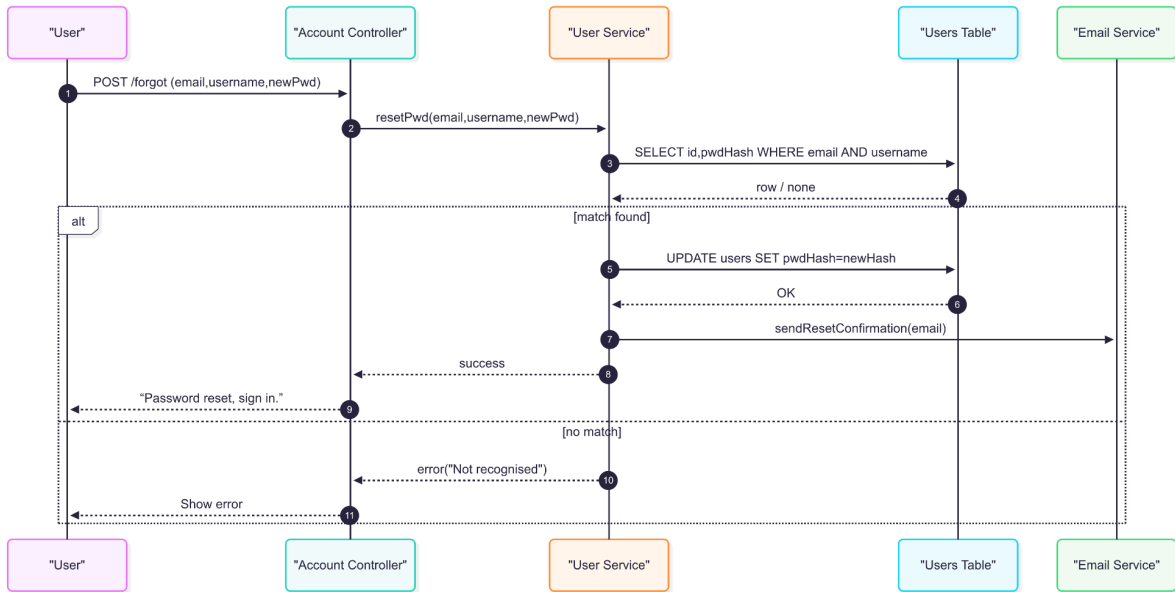 "User"
"Account Controller"
"User Service"
"Users Table"
"Email Service"
POST /forgot (email,username,newPwd)
1
resetPwd(email,username,newPwd)
2
SELECT id,pwdHash WHERE email AND username
3
row / none
4
alt
[match found]
UPDATE users SET pwdHash=newHash
5
OK
6
sendResetConfirmation(email)
7
success
8
“Password reset, sign in.”
9
[no match]
error("Not recognised")
10
Show error
11
"User"
"Account Controller"
"User Service"
"Users Table"
"Email Service"